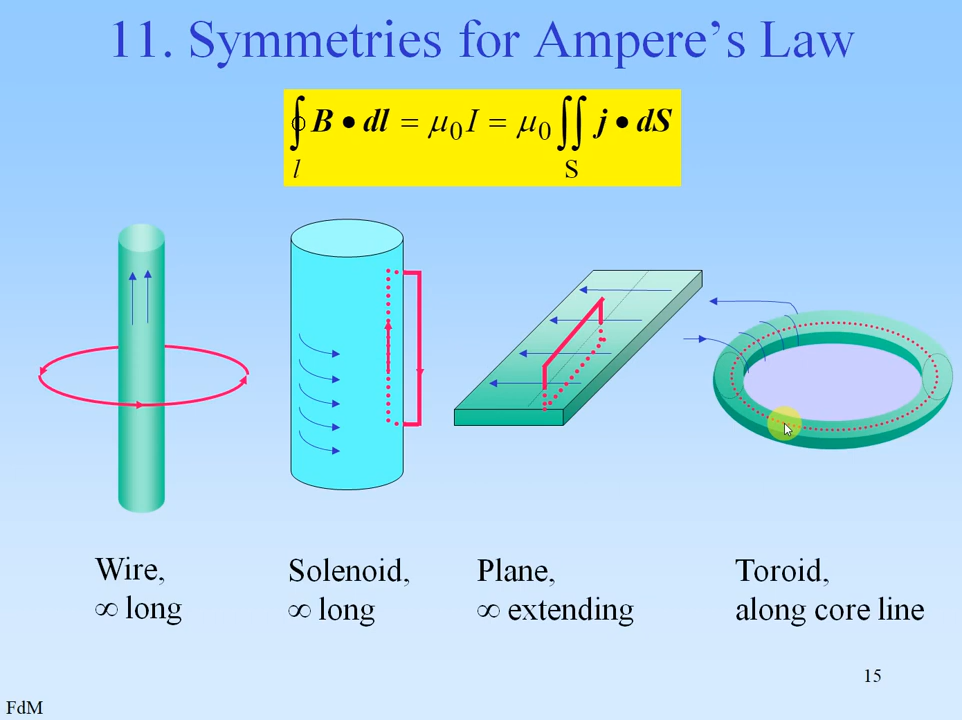 11. Symmetries for Ampere's Law
∮ B • dl = μ₀ I = μ₀ ∬ j • dS
l S
Wire,
∞ long
Solenoid,
∞ long
Plane,
∞ extending
Toroid,
along core line
15
FdM